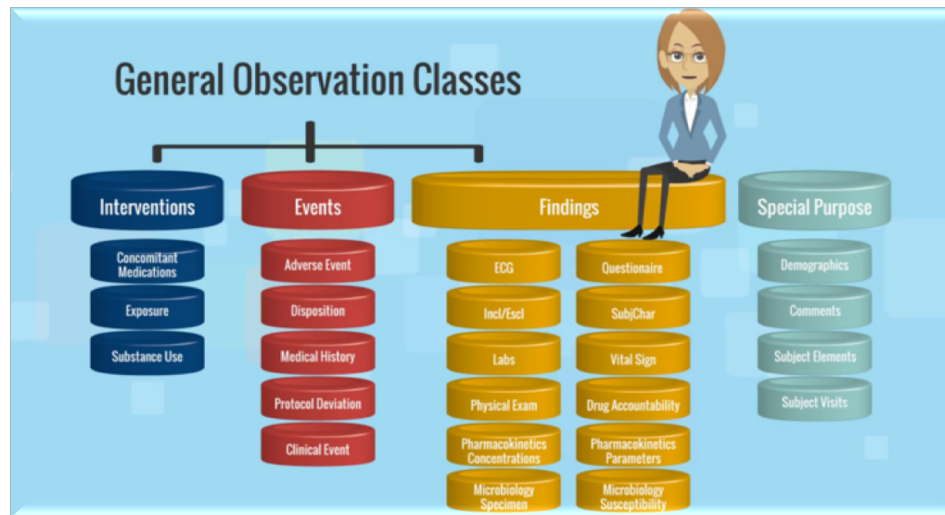 General Observation Classes
Interventions
Concomitant
Medications
Exposure
Substance Use
Events
Adverse Event
Disposition
Medical History
Protocol Deviation
Clinical Event
Findings
ECG
Incl/Escl
Labs
Physical Exam
Pharmacokinetics
Concentrations
Microbiology
Specimen
Questionaire
SubjChar
Vital Sign
Drug Accountability
Pharmacokinetics
Parameters
Microbiology
Susceptibility
Special Purpose
Demographics
Comments
Subject Elements
Subject Visits